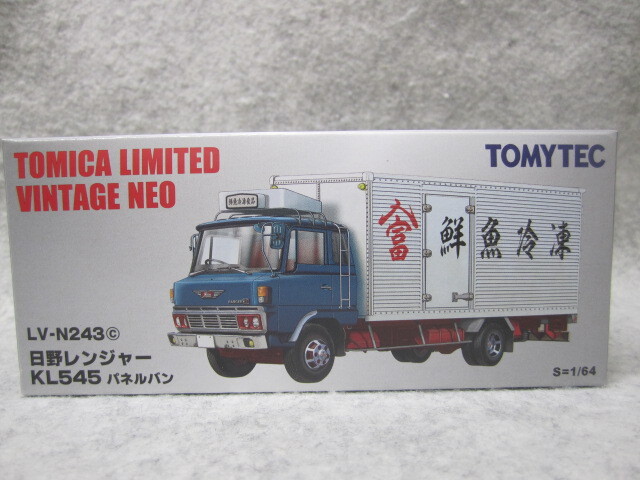 TOMICA LIMITED
VINTAGE NEO
TOMYTEC
富
鮮魚冷凍
LV-N243©
日野レンジャー
KL545 パネルバン
S=1/64